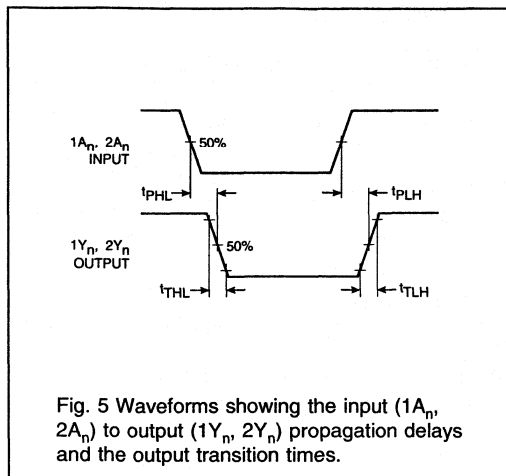 1Aₙ, 2Aₙ
INPUT
50%
tPHL
tPLH
1Yₙ, 2Yₙ
OUTPUT
50%
tTHL
tTLH
Fig. 5 Waveforms showing the input (1Aₙ,
2Aₙ) to output (1Yₙ, 2Yₙ) propagation delays
and the output transition times.